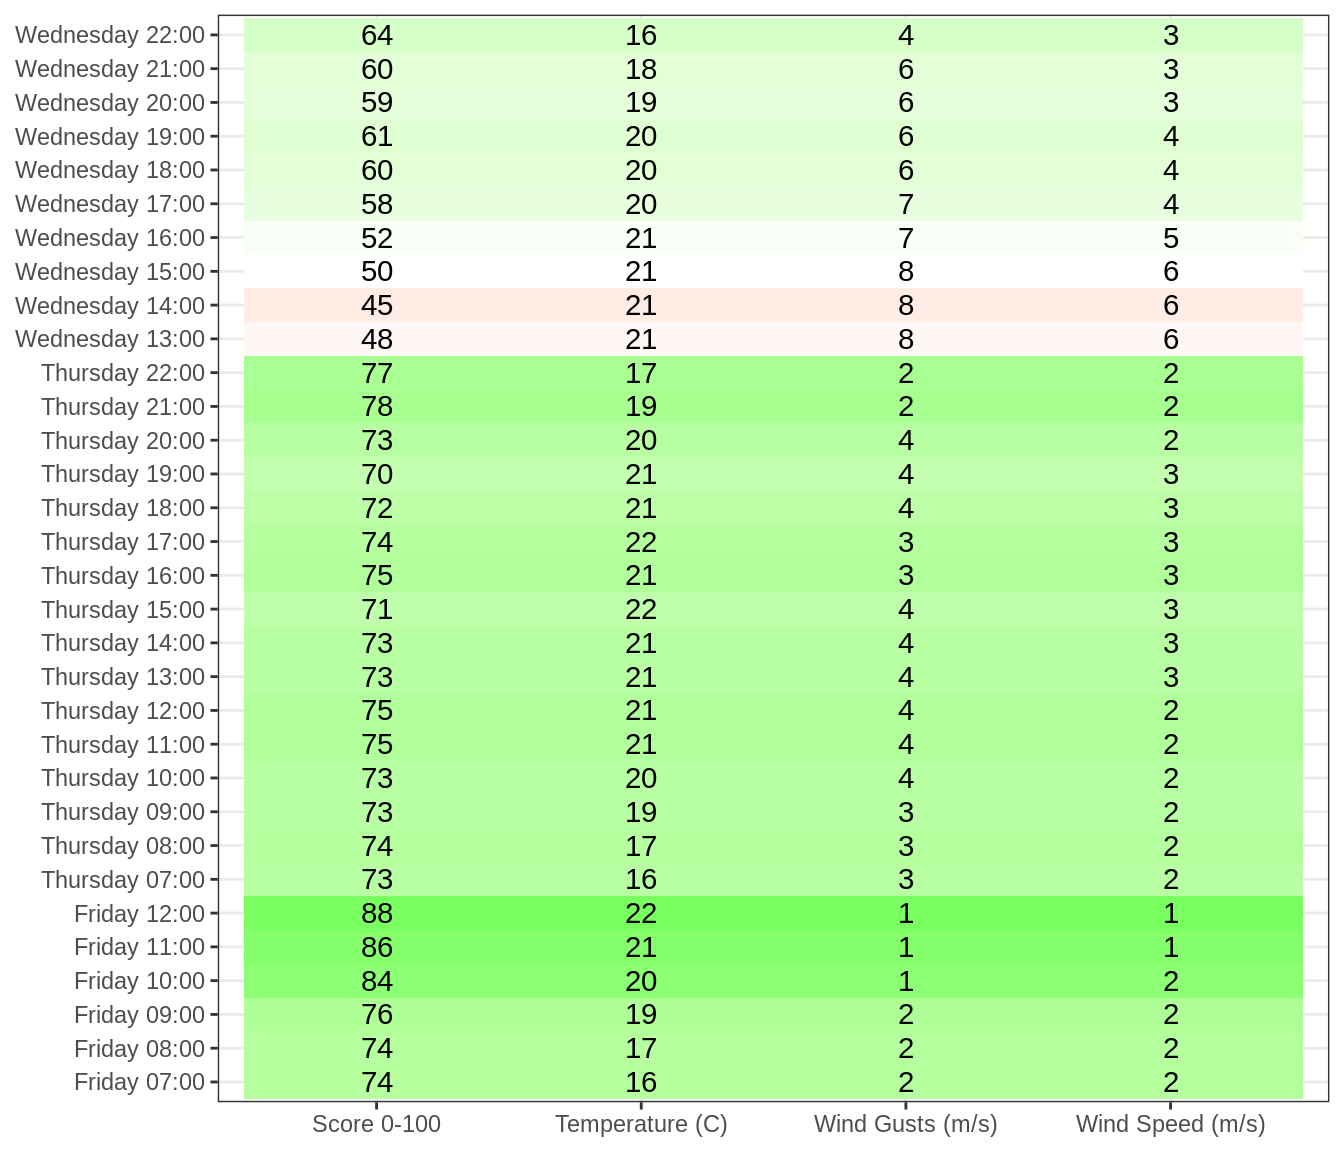 Wednesday 22:00 64 16 4 3
Wednesday 21:00 60 18 6 3
Wednesday 20:00 59 19 6 3
Wednesday 19:00 61 20 6 4
Wednesday 18:00 60 20 6 4
Wednesday 17:00 58 20 7 4
Wednesday 16:00 52 21 7 5
Wednesday 15:00 50 21 8 6
Wednesday 14:00 45 21 8 6
Wednesday 13:00 48 21 8 6
Thursday 22:00 77 17 2 2
Thursday 21:00 78 19 2 2
Thursday 20:00 73 20 4 2
Thursday 19:00 70 21 4 3
Thursday 18:00 72 21 4 3
Thursday 17:00 74 22 3 3
Thursday 16:00 75 21 3 3
Thursday 15:00 71 22 4 3
Thursday 14:00 73 21 4 3
Thursday 13:00 73 21 4 3
Thursday 12:00 75 21 4 2
Thursday 11:00 75 21 4 2
Thursday 10:00 73 20 4 2
Thursday 09:00 73 19 3 2
Thursday 08:00 74 17 3 2
Thursday 07:00 73 16 3 2
Friday 12:00 88 22 1 1
Friday 11:00 86 21 1 1
Friday 10:00 84 20 1 2
Friday 09:00 76 19 2 2
Friday 08:00 74 17 2 2
Friday 07:00 74 16 2 2
Score 0-100 Temperature (C) Wind Gusts (m/s) Wind Speed (m/s)